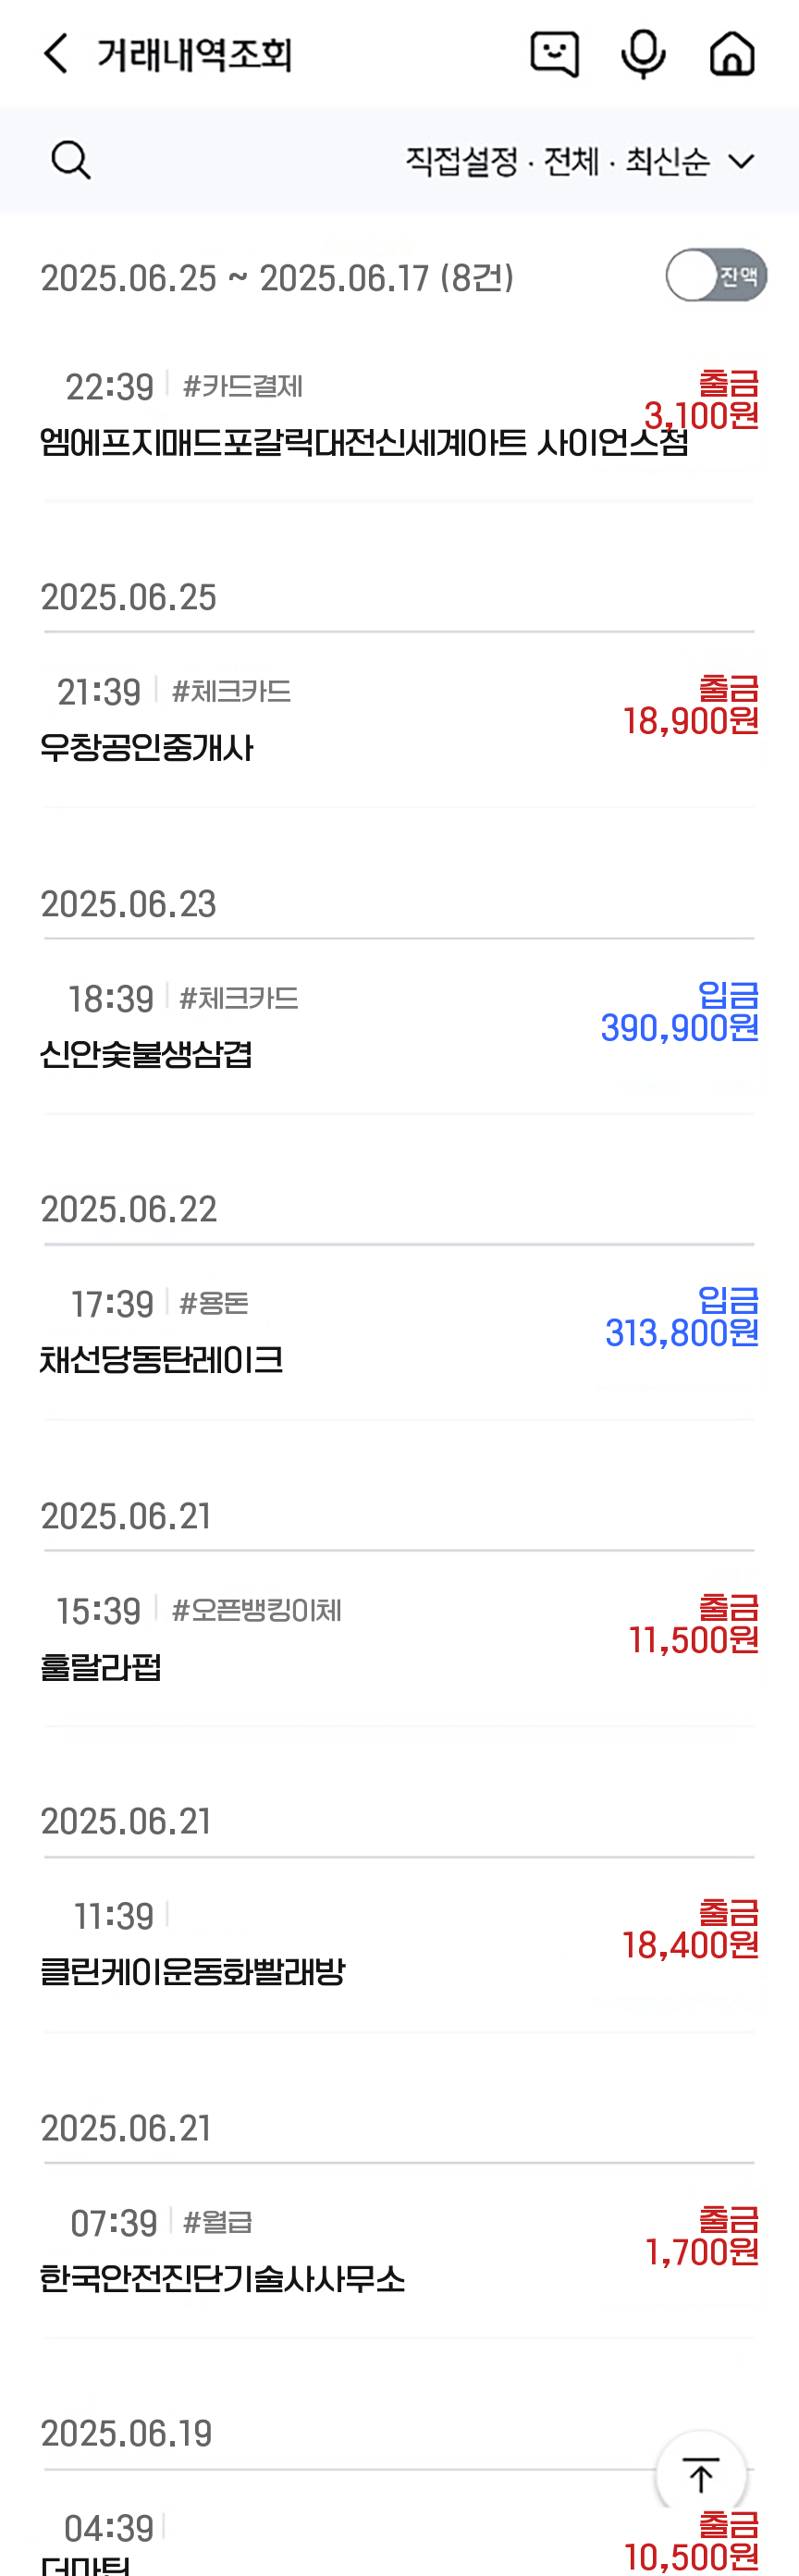 거래내역조회
직접설정 · 전체 · 최신순
2025.06.25 ~ 2025.06.17 (8건)
잔액
22:39 #카드결제
출금
3,100원
엠에프지매드포갈릭대전신세계아트 사이언스점
2025.06.25
21:39 #체크카드
출금
18,900원
우창공인중개사
2025.06.23
18:39 #체크카드
입금
390,900원
신안숯불생삼겹
2025.06.22
17:39 #용돈
입금
313,800원
채선당동탄레이크
2025.06.21
15:39 #오픈뱅킹이체
출금
11,500원
훌랄라펍
2025.06.21
11:39
출금
18,400원
클린케이운동화빨래방
2025.06.21
07:39 #월급
출금
1,700원
한국안전진단기술사사무소
2025.06.19
04:39
출금
10,500원